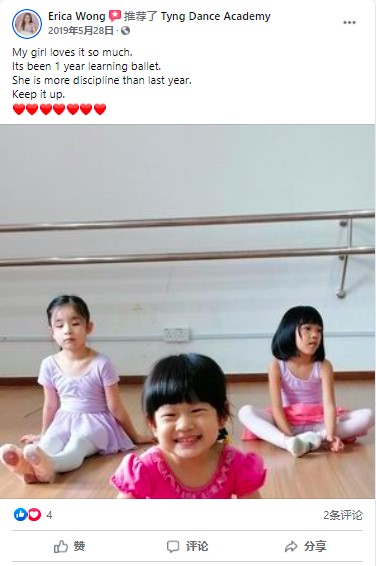 Erica Wong 推荐了 Tyng Dance Academy
2019年5月28日 ·
My girl loves it so much.
Its been 1 year learning ballet.
She is more discipline than last year.
Keep it up.
4
2条评论
赞
评论
分享